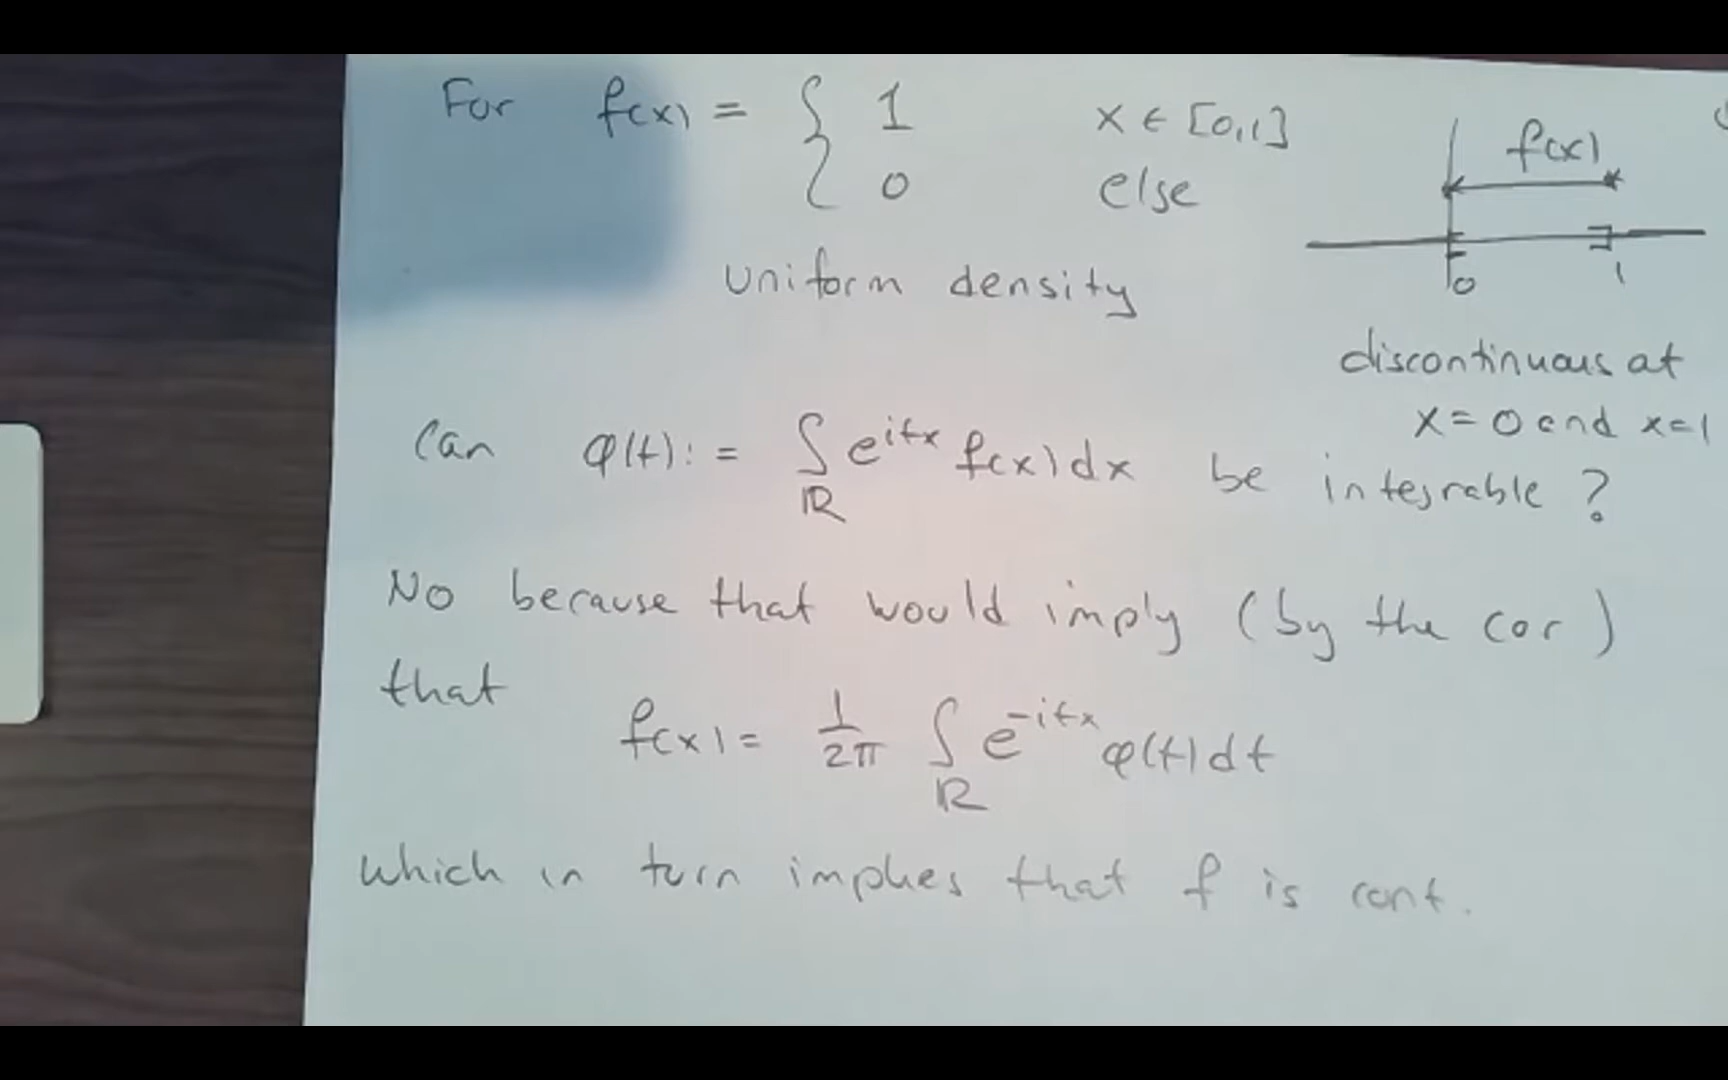 For f(x) = { 1 x ∈ [0,1]
0 else
f(x)
0 1
uniform density
discontinuous at
x = 0 and x = 1
Can φ(t) := ∫ℝ e^{itx} f(x) dx be integrable ?
No because that would imply (by the cor)
that
f(x) = 1/2π ∫ℝ e^{-itx} φ(t) dt
which in turn implies that f is cont.